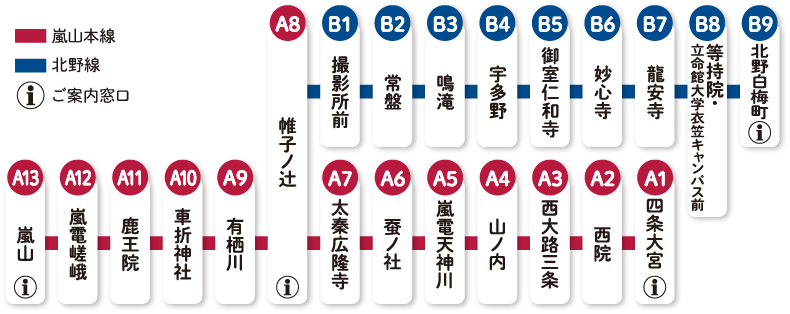 嵐山本線
北野線
ご案内窓口
A8
帷子ノ辻
B1
撮影所前
B2
常盤
B3
鳴滝
B4
宇多野
B5
御室仁和寺
B6
妙心寺
B7
龍安寺
B8
等持院・
立命館大学衣笠キャンパス前
B9
北野白梅町
A13
嵐山
A12
嵐電嵯峨
A11
鹿王院
A10
車折神社
A9
有栖川
A7
太秦広隆寺
A6
蚕ノ社
A5
嵐電天神川
A4
山ノ内
A3
西大路三条
A2
西院
A1
四条大宮